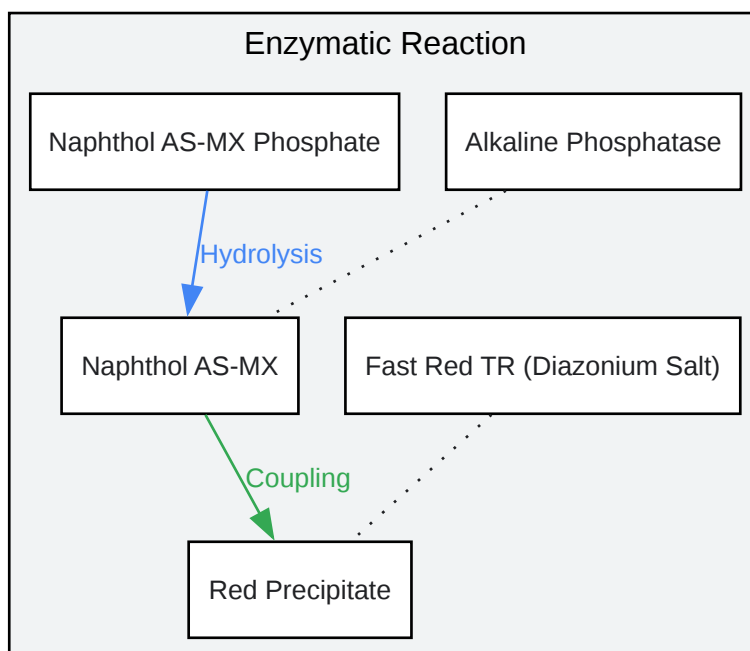 Enzymatic Reaction
Naphthol AS-MX Phosphate
Alkaline Phosphatase
Hydrolysis
Naphthol AS-MX
Fast Red TR (Diazonium Salt)
Coupling
Red Precipitate